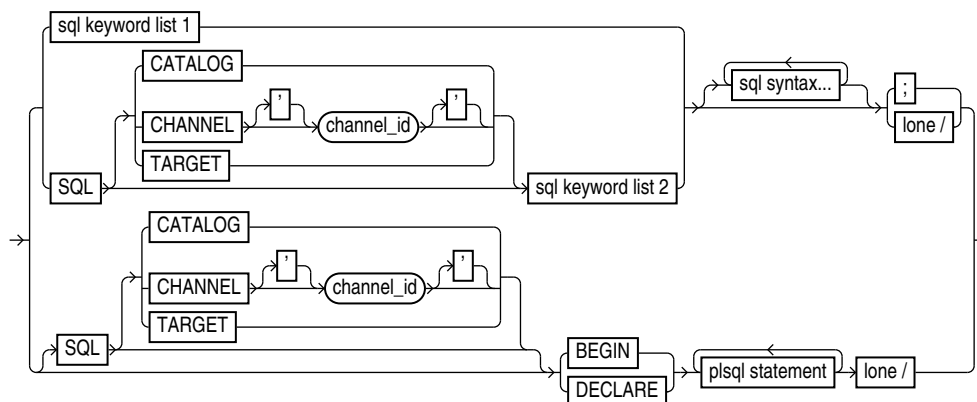 sql keyword list 1
CATALOG
sql syntax...
;
' '
CHANNEL channel_id
lone /
TARGET
SQL sql keyword list 2
CATALOG
' '
CHANNEL channel_id
TARGET
SQL
BEGIN
plsql statement lone /
DECLARE